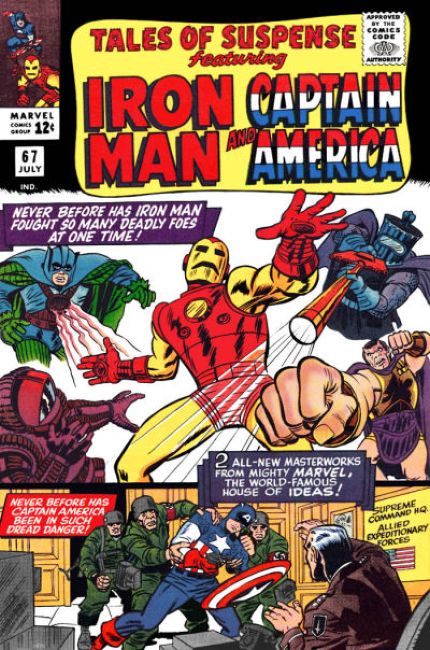 APPROVED
BY THE
COMICS
CODE
AUTHORITY
TALES OF SUSPENSE
featuring
IRON MAN
AND
CAPTAIN AMERICA
MARVEL
COMICS
GROUP
12¢
67
JULY
IND.
NEVER BEFORE HAS IRON MAN
FOUGHT SO MANY DEADLY FOES
AT ONE TIME!
2 ALL-NEW MASTERWORKS
FROM MIGHTY MARVEL,
THE WORLD-FAMOUS
HOUSE OF IDEAS!
NEVER BEFORE HAS
CAPTAIN AMERICA
BEEN IN SUCH
DREAD DANGER!
SUPREME
COMMAND HQ.
ALLIED
EXPEDITIONARY
FORCES